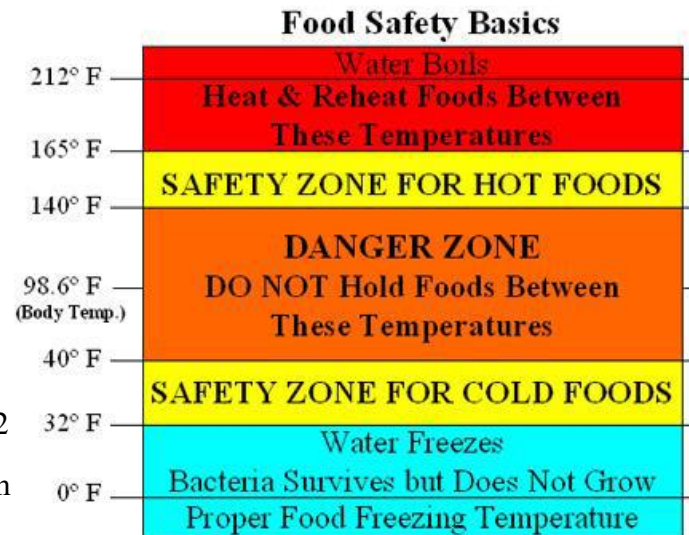 Food Safety Basics
Water Boils
212° F
Heat & Reheat Foods Between
These Temperatures
165° F
SAFETY ZONE FOR HOT FOODS
140° F
DANGER ZONE
98.6° F
(Body Temp.)
DO NOT Hold Foods Between
These Temperatures
40° F
SAFETY ZONE FOR COLD FOODS
2
32° F
Water Freezes
n
Bacteria Survives but Does Not Grow
0° F
Proper Food Freezing Temperature